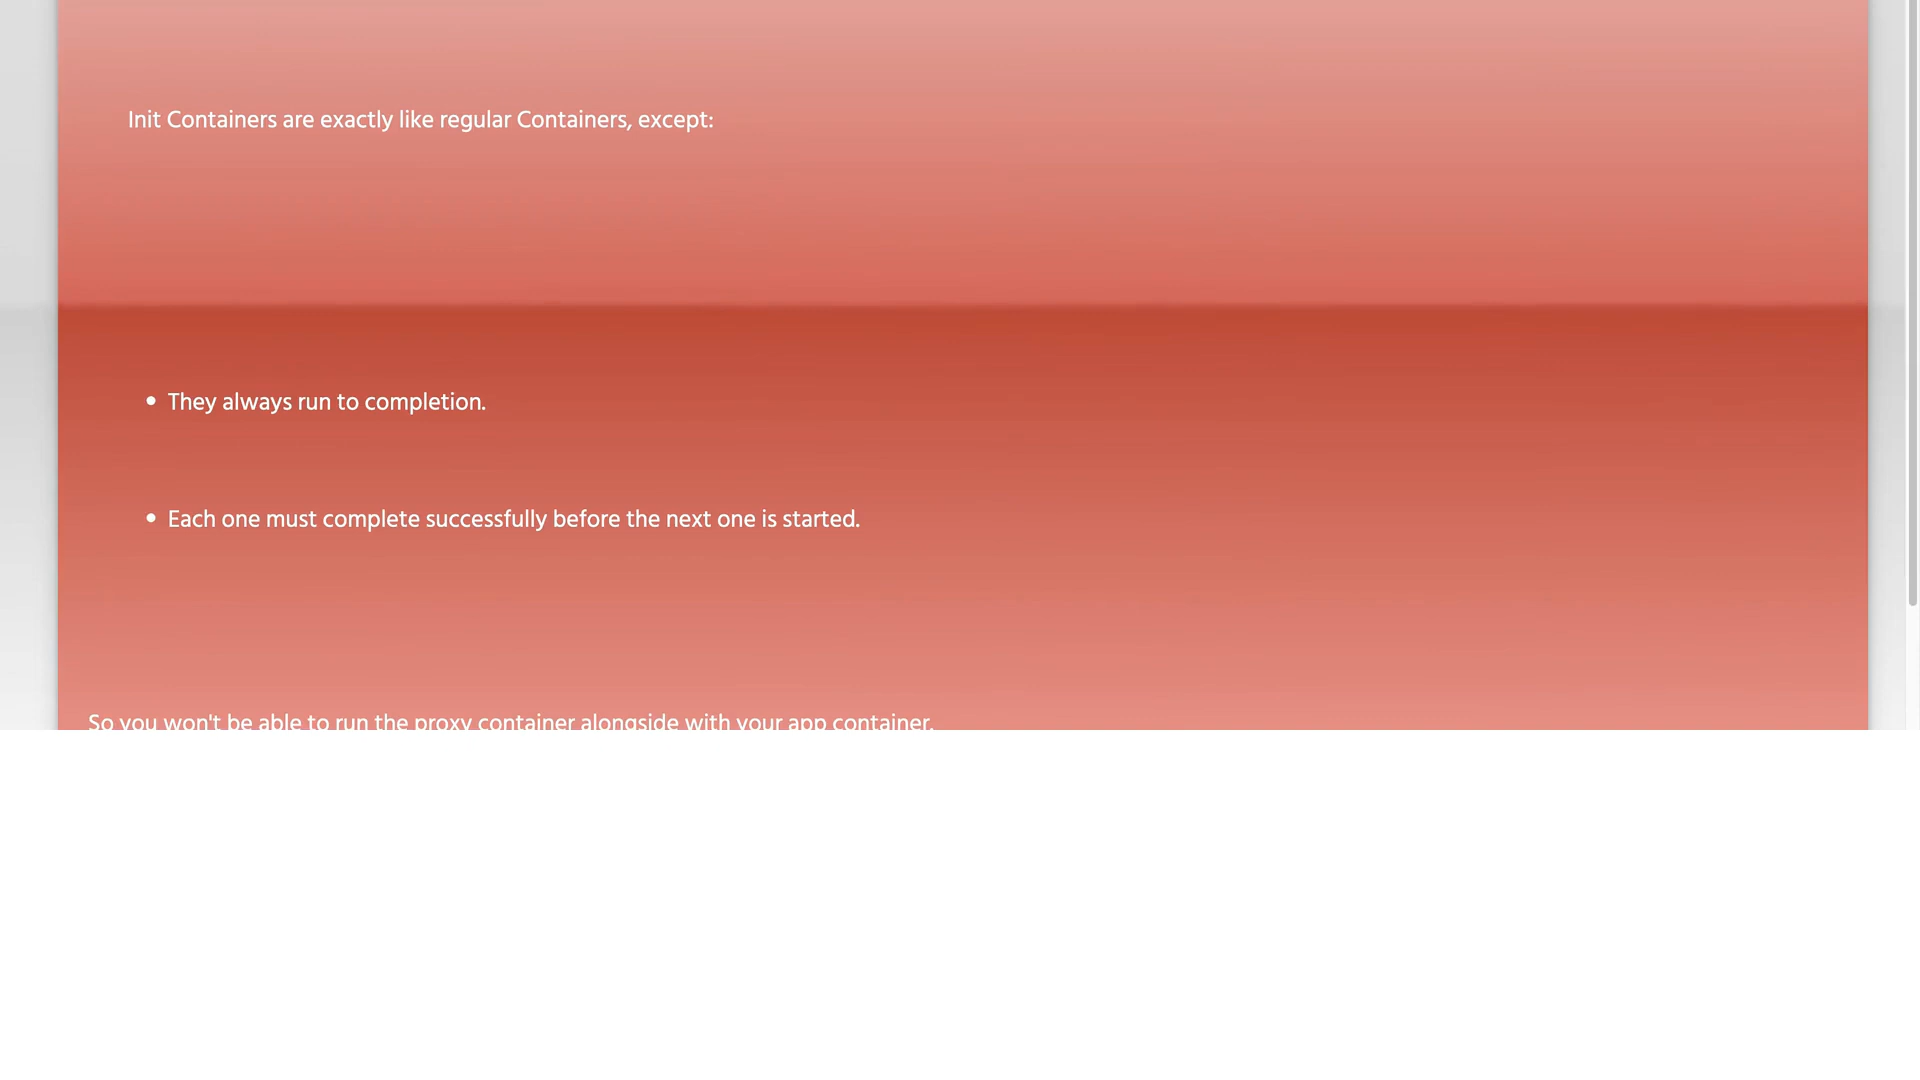 Init Containers are exactly like regular Containers, except:
• They always run to completion.
• Each one must complete successfully before the next one is started.
So you won't be able to run the proxy container alongside with your app container.